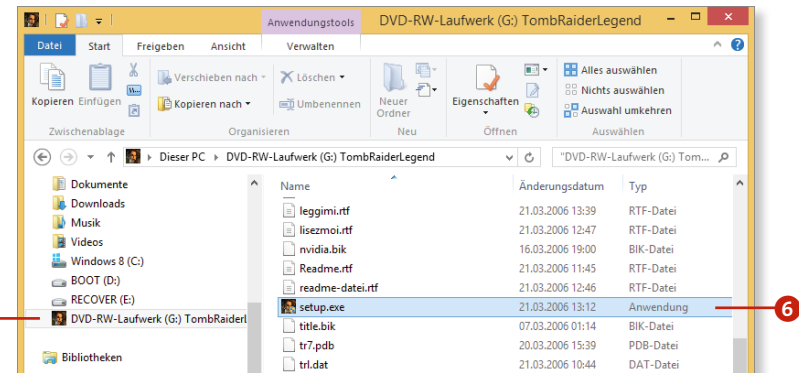 Anwendungstools
DVD-RW-Laufwerk (G:) TombRaiderLegend
Datei Start Freigeben Ansicht Verwalten
Kopieren Einfügen
Verschieben nach
Kopieren nach
Löschen
Umbenennen
Neuer
Ordner
Eigenschaften
Alles auswählen
Nichts auswählen
Auswahl umkehren
Zwischenablage Organisieren Neu Öffnen Auswählen
Dieser PC DVD-RW-Laufwerk (G:) TombRaiderLegend
"DVD-RW-Laufwerk (G:) Tom...
Dokumente
Downloads
Musik
Videos
Windows 8 (C:)
BOOT (D:)
RECOVER (E:)
DVD-RW-Laufwerk (G:) TombRaiderL
Bibliotheken
Name Änderungsdatum Typ
leggimi.rtf 21.03.2006 13:39 RTF-Datei
lisezmoi.rtf 21.03.2006 12:47 RTF-Datei
nvidia.bik 16.03.2006 19:00 BIK-Datei
Readme.rtf 21.03.2006 11:45 RTF-Datei
readme-datei.rtf 21.03.2006 12:46 RTF-Datei
setup.exe 21.03.2006 13:12 Anwendung
6
title.bik 07.03.2006 01:14 BIK-Datei
tr7.pdb 20.03.2006 15:39 PDB-Datei
trl.dat 21.03.2006 10:44 DAT-Datei